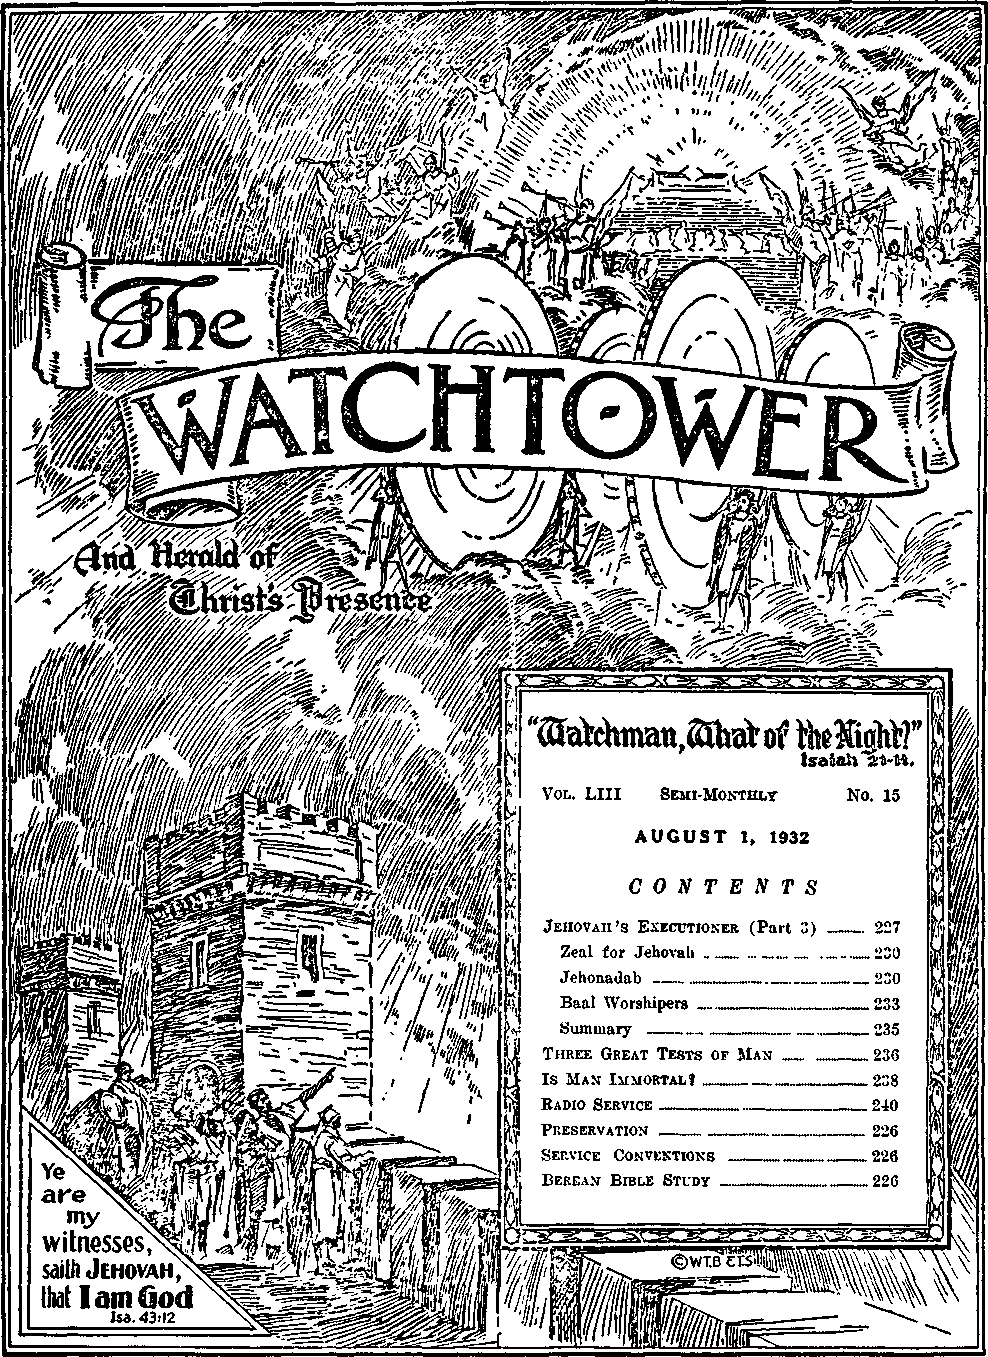 The
WATCHTOWER
And Herald of
Christ's Presence
"Watchman, What of the Night?"
Isaiah 21-11.
VOL. LIII SEMI-MONTHLY No. 15
AUGUST 1, 1932
CONTENTS
JEHOVAH'S EXECUTIONER (Part 3) 227
Zeal for Jehovah 230
Jehonadab 230
Baal Worshipers 233
Summary 235
THREE GREAT TESTS OF MAN 236
IS MAN IMMORTAL? 238
RADIO SERVICE 240
PRESERVATION 226
SERVICE CONVENTIONS 226
BEREAN BIBLE STUDY 226
©W.T.B & T.S
Ye
are
my
witnesses,
saith JEHOVAH,
that I am God
Isa. 43:12